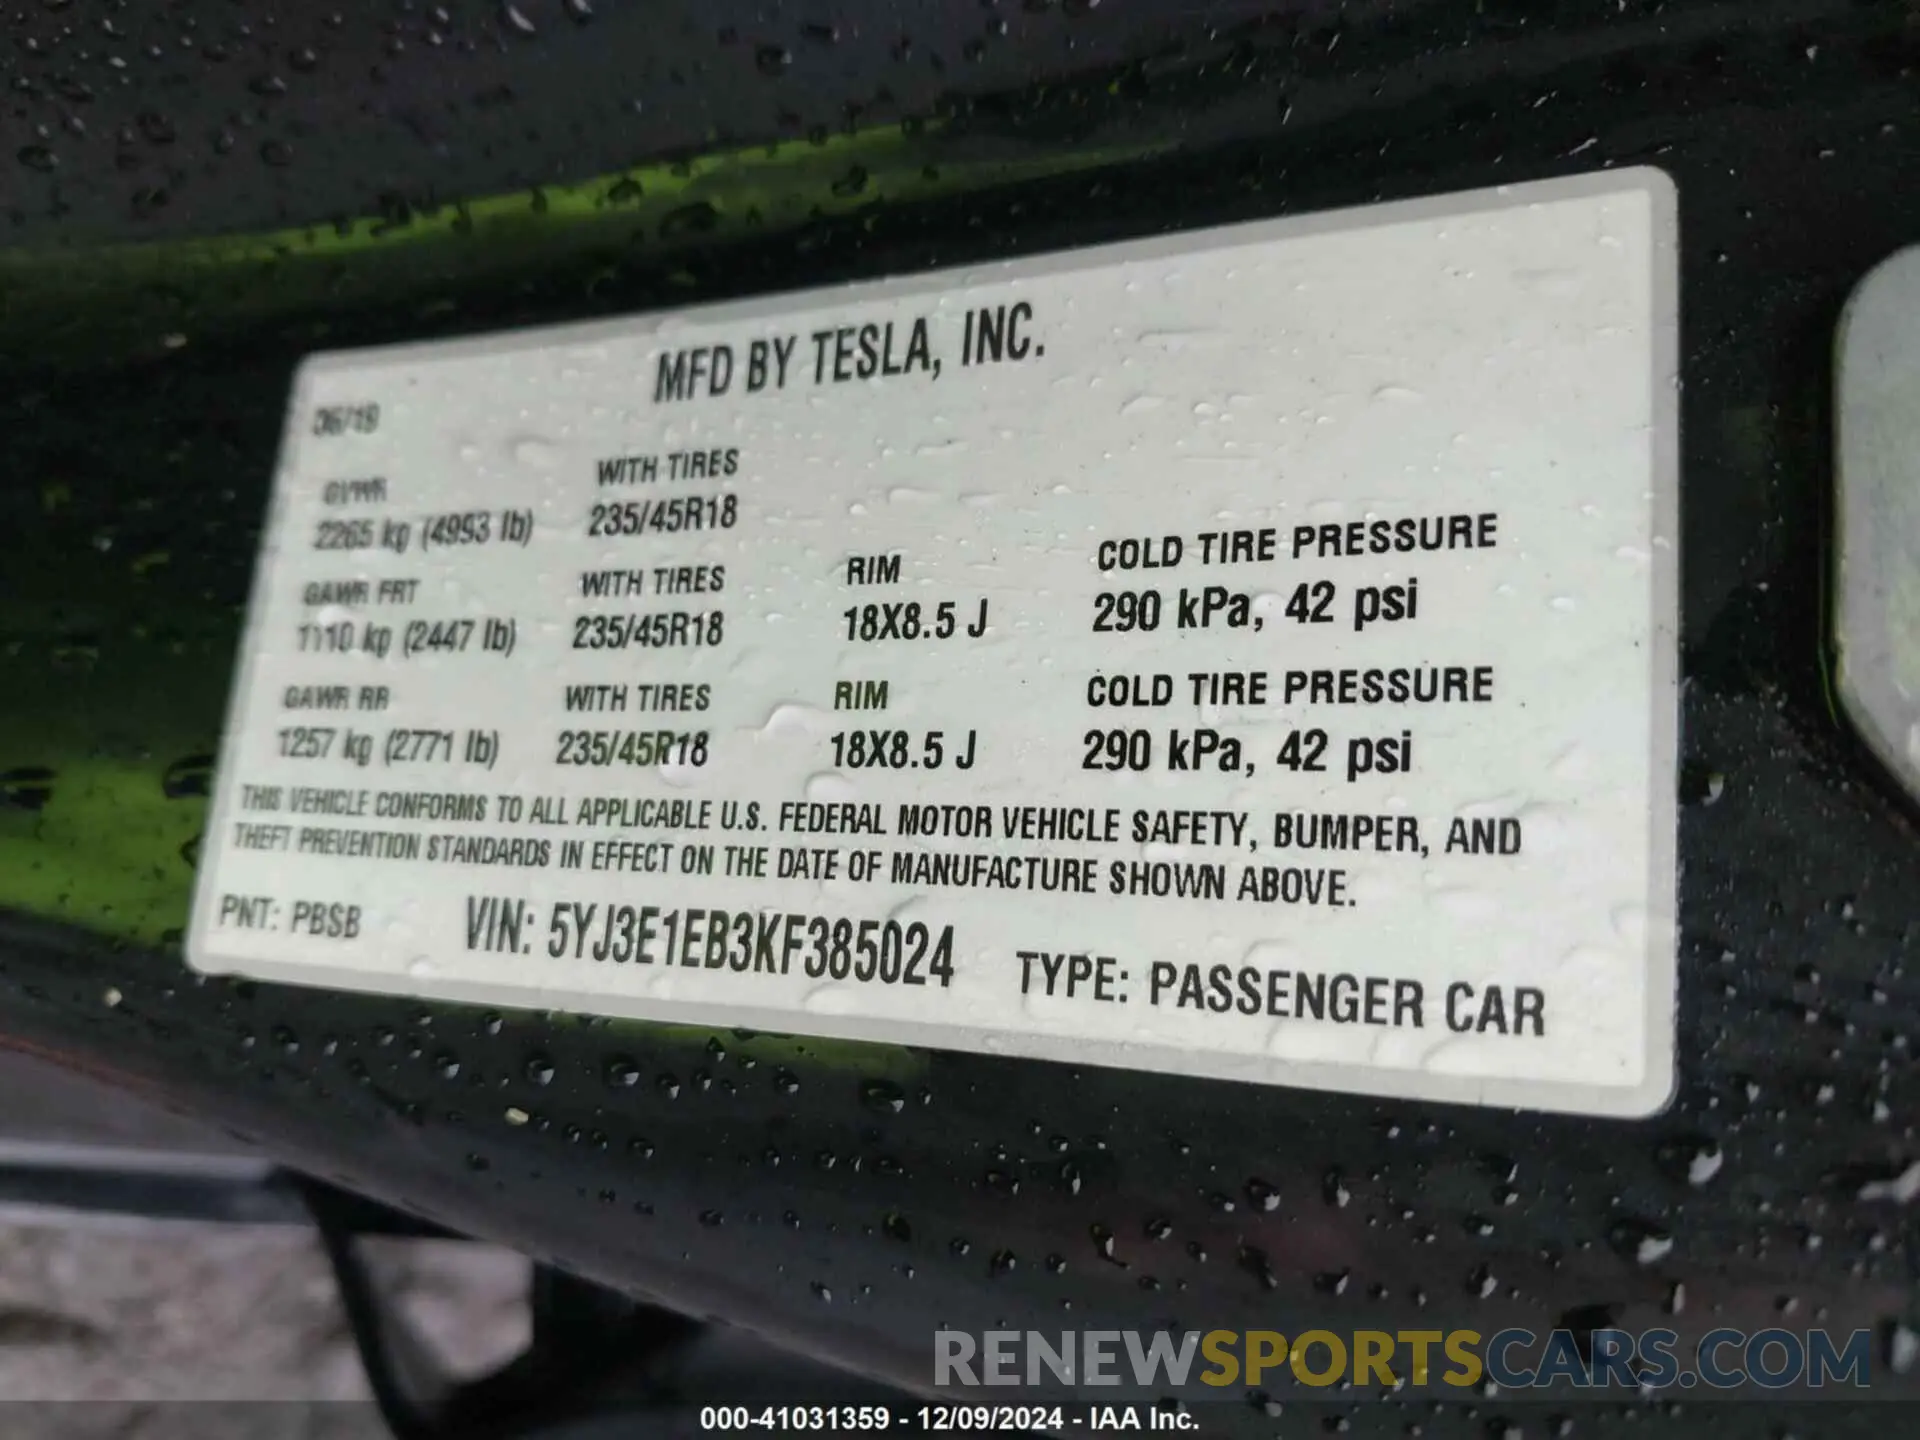 MFD BY TESLA, INC.
06/19
GVWR WITH TIRES
2265 kg (4993 lb) 235/45R18
GAWR FRT WITH TIRES RIM COLD TIRE PRESSURE
1110 kg (2447 lb) 235/45R18 18X8.5 J 290 kPa, 42 psi
GAWR RR WITH TIRES RIM COLD TIRE PRESSURE
1257 kg (2771 lb) 235/45R18 18X8.5 J 290 kPa, 42 psi
THIS VEHICLE CONFORMS TO ALL APPLICABLE U.S. FEDERAL MOTOR VEHICLE SAFETY, BUMPER, AND
THEFT PREVENTION STANDARDS IN EFFECT ON THE DATE OF MANUFACTURE SHOWN ABOVE.
PNT: PBSB VIN: 5YJ3E1EB3KF385024 TYPE: PASSENGER CAR
RENEWSPORTSCARS.COM
000-41031359 - 12/09/2024 - IAA Inc.